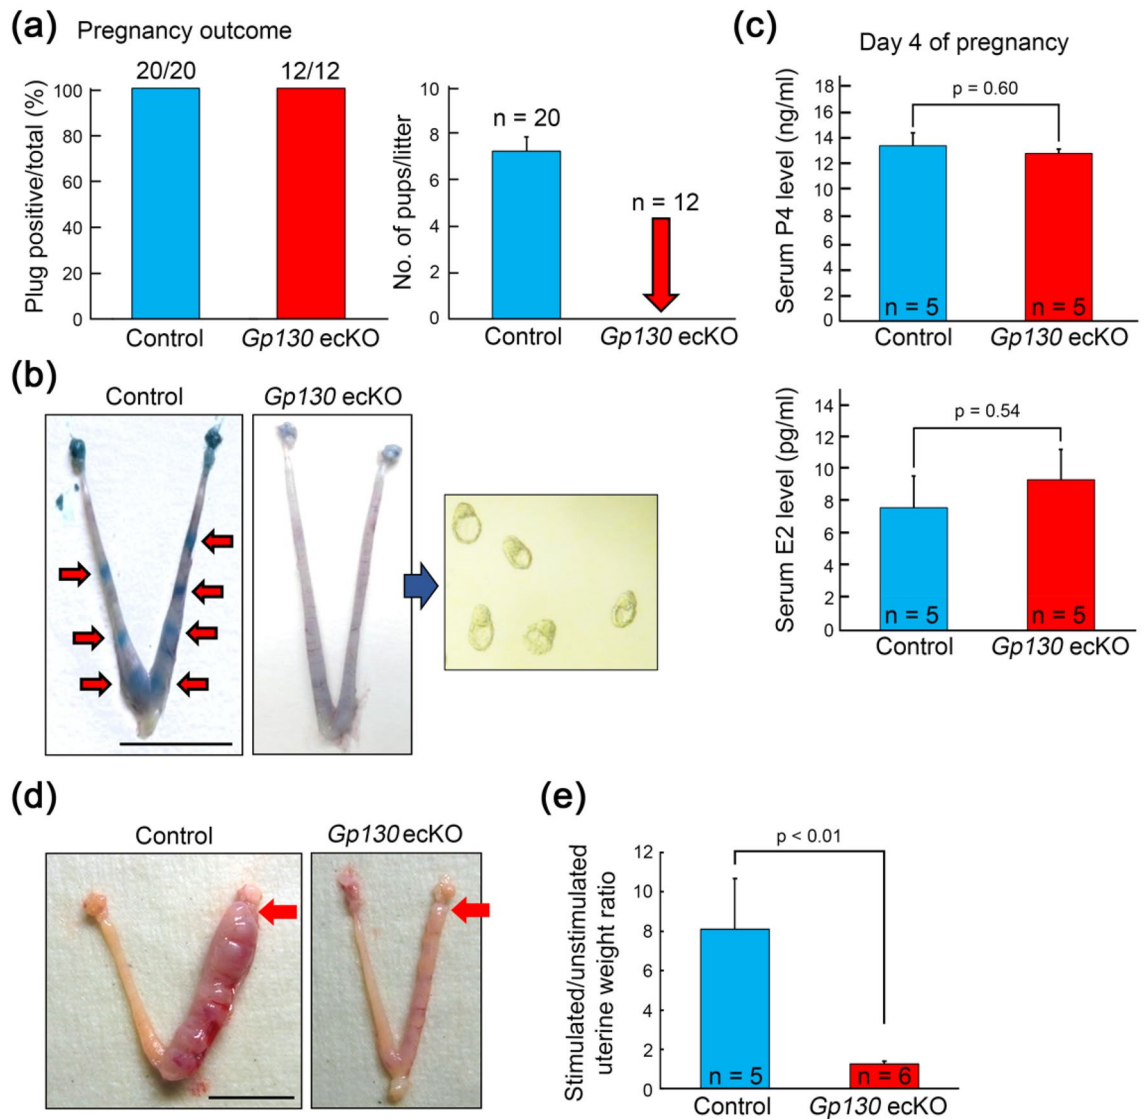 (a) Pregnancy outcome
Plug positive/total (%)
100
80
60
40
20
0
20/20
12/12
Control
Gp130 ecKO
No. of pups/litter
10
8
6
4
2
0
n = 20
n = 12
Control
Gp130 ecKO
(b)
Control
Gp130 ecKO
(c)
Day 4 of pregnancy
Serum P4 level (ng/ml)
18
16
14
12
10
8
6
4
2
0
p = 0.60
n = 5
n = 5
Control
Gp130 ecKO
Serum E2 level (pg/ml)
14
12
10
8
6
4
2
0
p = 0.54
n = 5
n = 5
Control
Gp130 ecKO
(d)
Control
Gp130 ecKO
(e)
Stimulated/unstimulated
uterine weight ratio
12
10
8
6
4
2
0
p < 0.01
n = 5
n = 6
Control
Gp130 ecKO